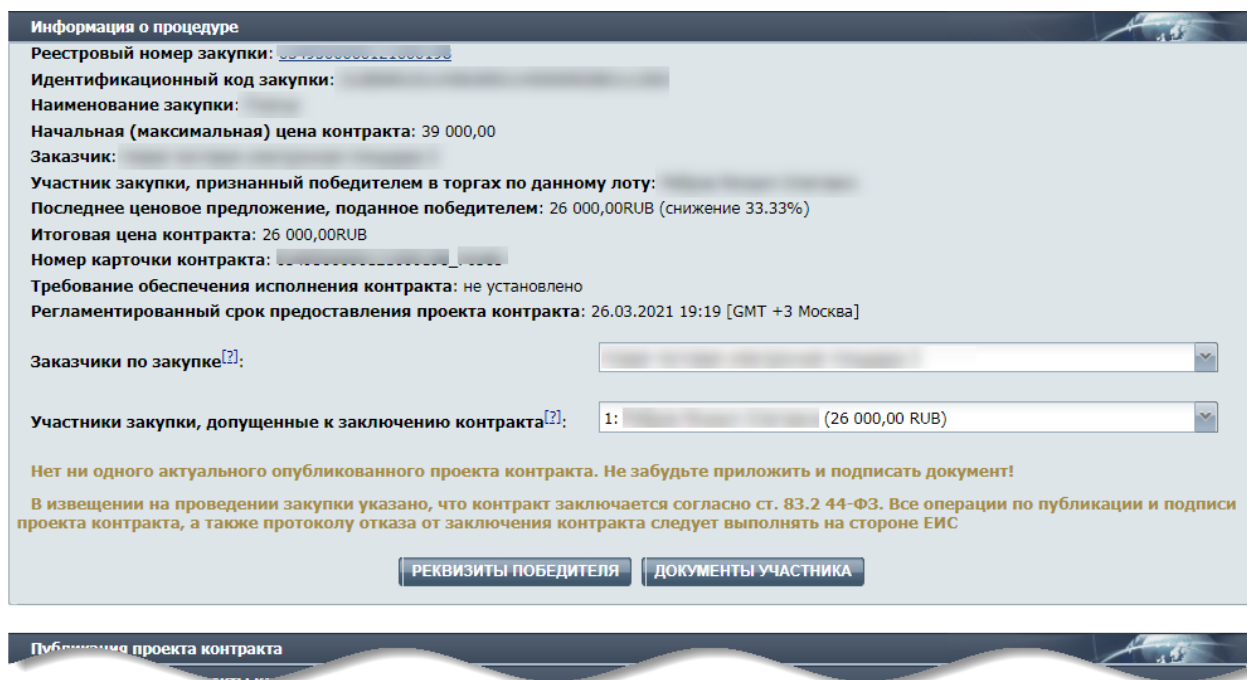 Информация о процедуре
Реестровый номер закупки:
Идентификационный код закупки:
Наименование закупки:
Начальная (максимальная) цена контракта: 39 000,00
Заказчик:
Участник закупки, признанный победителем в торгах по данному лоту:
Последнее ценовое предложение, поданное победителем: 26 000,00RUB (снижение 33.33%)
Итоговая цена контракта: 26 000,00RUB
Номер карточки контракта:
Требование обеспечения исполнения контракта: не установлено
Регламентированный срок предоставления проекта контракта: 26.03.2021 19:19 [GMT +3 Москва]
Заказчики по закупке[?]:
Участники закупки, допущенные к заключению контракта[?]: 1: (26 000,00 RUB)
Нет ни одного актуального опубликованного проекта контракта. Не забудьте приложить и подписать документ!
В извещении на проведении закупки указано, что контракт заключается согласно ст. 83.2 44-ФЗ. Все операции по публикации и подписи
проекта контракта, а также протоколу отказа от заключения контракта следует выполнять на стороне ЕИС
РЕКВИЗИТЫ ПОБЕДИТЕЛЯ ДОКУМЕНТЫ УЧАСТНИКА
Публикация проекта контракта